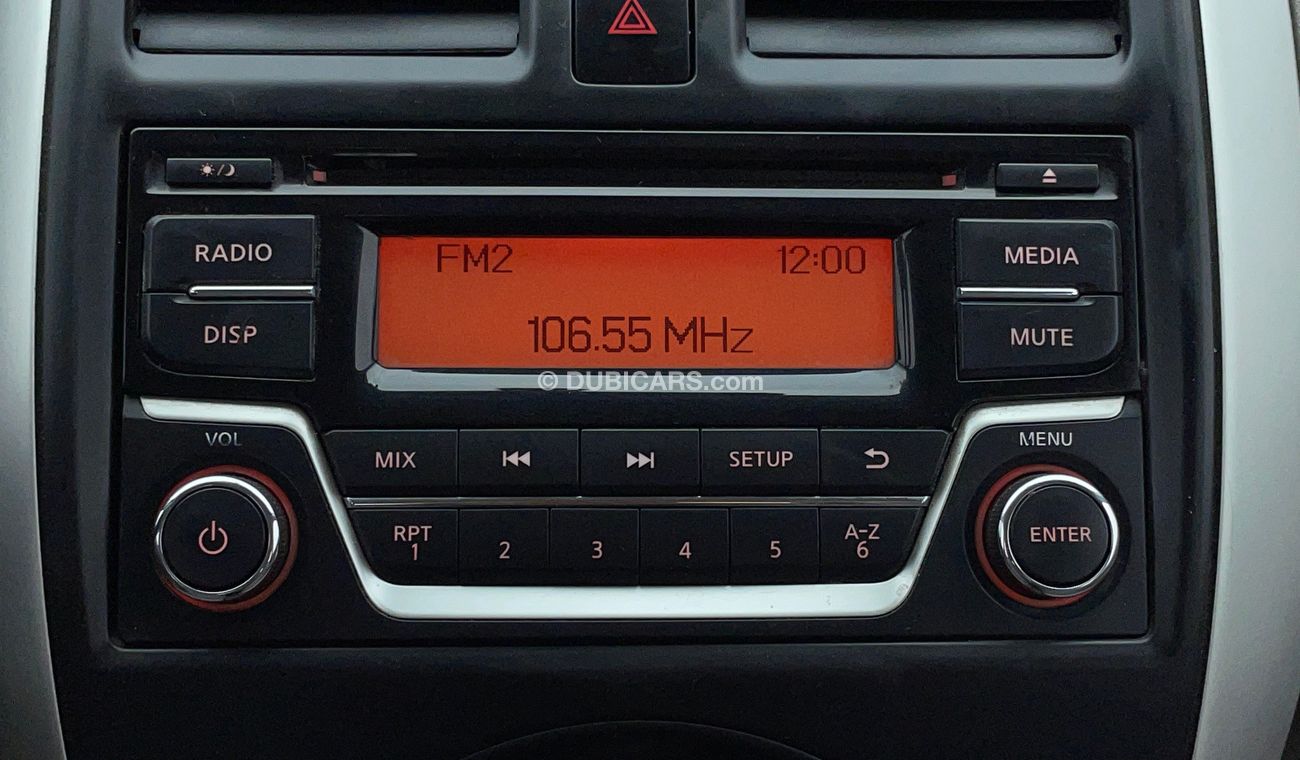 RADIO
DISP
FM2 12:00
106.55 MHz
© DUBICARS.com
MEDIA
MUTE
VOL
MIX
SETUP
MENU
RPT
1 2 3 4 5
A-Z
6
ENTER